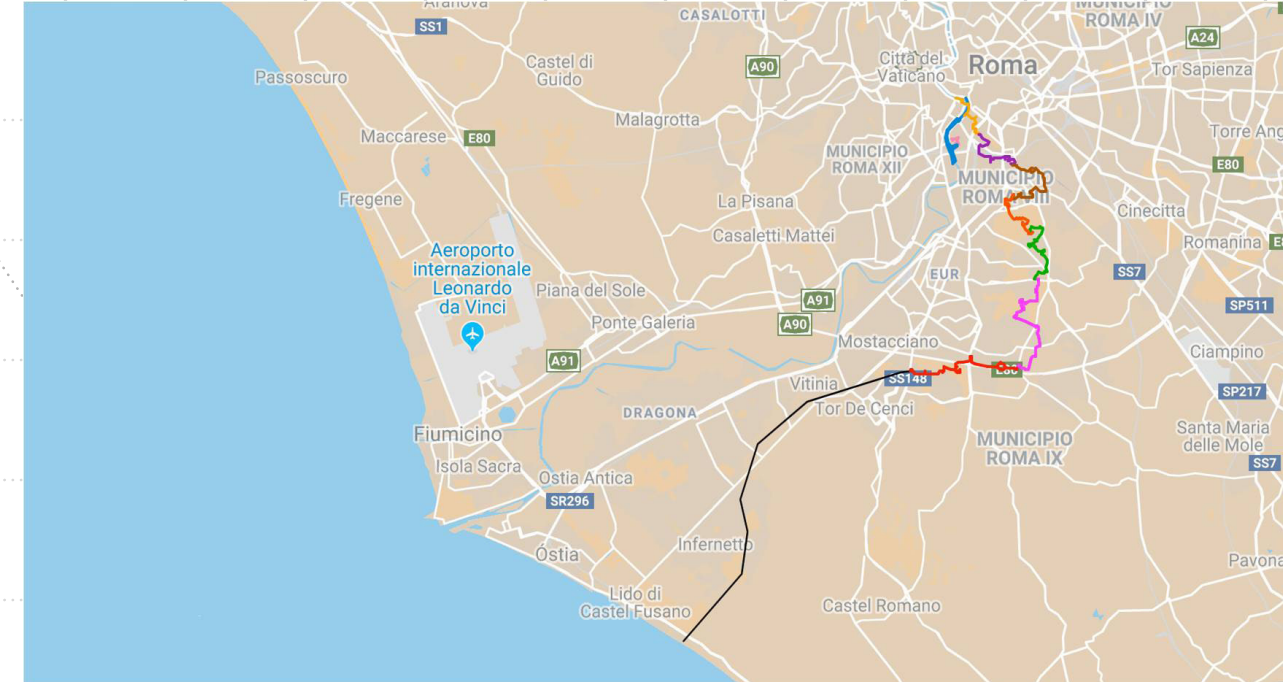 Aranova
SS1
CASALOTTI
MUNICIPIO
ROMA IV
A24
Castel di
Guido
A90
Città del
Vaticano
Roma
Tor Sapienza
Passoscuro
Malagrotta
Maccarese
E80
Torre Ang
MUNICIPIO
ROMA XII
E80
MUNICIPIO
ROMA VIII
Fregene
La Pisana
Cinecitta
Casaletti Mattei
Romanina
Aeroporto
internazionale
Leonardo
da Vinci
EUR
SS7
Piana del Sole
A91
SP511
Ponte Galeria
A90
Mostacciano
Ciampino
A91
E80
SS148
Vitinia
SP217
DRAGONA
Tor De Cenci
Fiumicino
Santa Maria
delle Mole
MUNICIPIO
ROMA IX
Isola Sacra
SS7
Ostia Antica
SR296
Infernetto
Óstia
Pavona
Lido di
Castel Fusano
Castel Romano